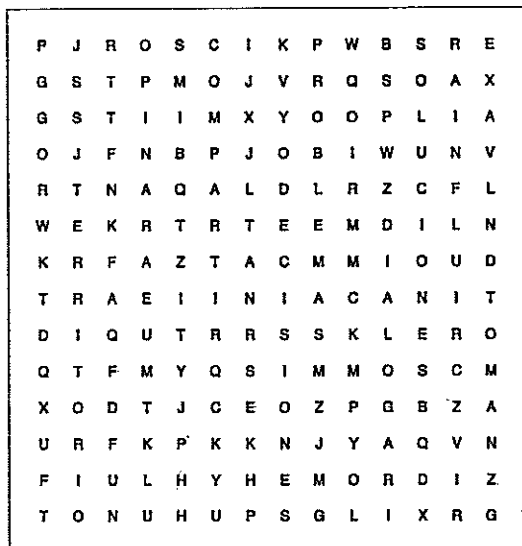 P J R O S C I K P W B S R E
G S T P M O J V R Q S O A X
G S T I I M X Y O O P L I A
O J F N B P J O B I W U N V
R T N A Q A L D L R Z C F L
W E K R T R T E E M D I L N
K R F A Z T A C M M I O U D
T R A E I I N I A C A N I T
D I Q U T R R S S K L E R O
Q T F M Y Q S I M M O S C M
X O D T J C E O Z P G B Z A
U R F K P K K N J Y A Q V N
F I U L H Y H E M O R D I Z
T O N U H U P S G L I X R G